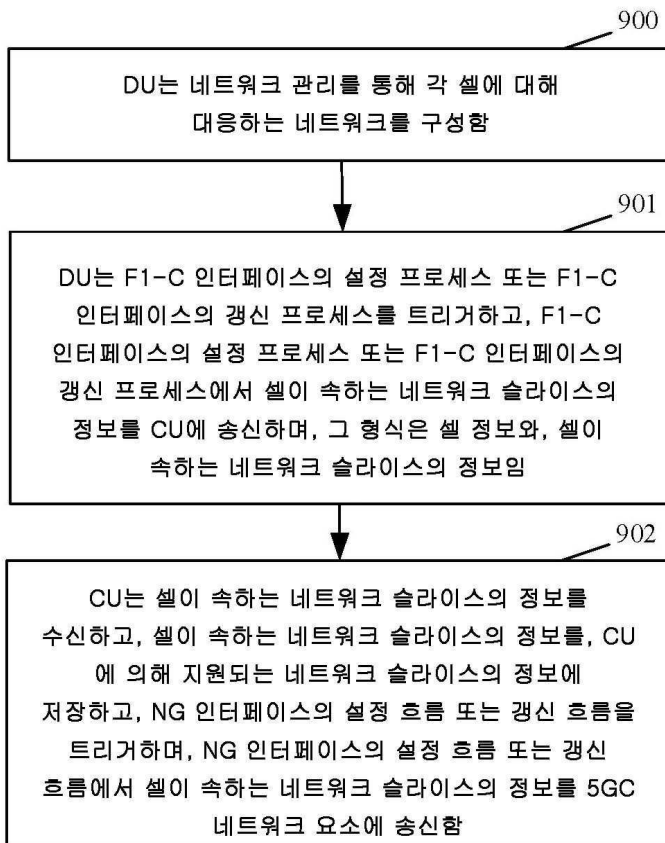 900
DU는 네트워크 관리를 통해 각 셀에 대해
대응하는 네트워크를 구성함
901
DU는 F1-C 인터페이스의 설정 프로세스 또는 F1-C
인터페이스의 갱신 프로세스를 트리거하고, F1-C
인터페이스의 설정 프로세스 또는 F1-C 인터페이스의
갱신 프로세스에서 셀이 속하는 네트워크 슬라이스의
정보를 CU에 송신하며, 그 형식은 셀 정보와, 셀이
속하는 네트워크 슬라이스의 정보임
902
CU는 셀이 속하는 네트워크 슬라이스의 정보를
수신하고, 셀이 속하는 네트워크 슬라이스의 정보를, CU
에 의해 지원되는 네트워크 슬라이스의 정보에
저장하고, NG 인터페이스의 설정 흐름 또는 갱신 흐름을
트리거하며, NG 인터페이스의 설정 흐름 또는 갱신
흐름에서 셀이 속하는 네트워크 슬라이스의 정보를 5GC
네트워크 요소에 송신함